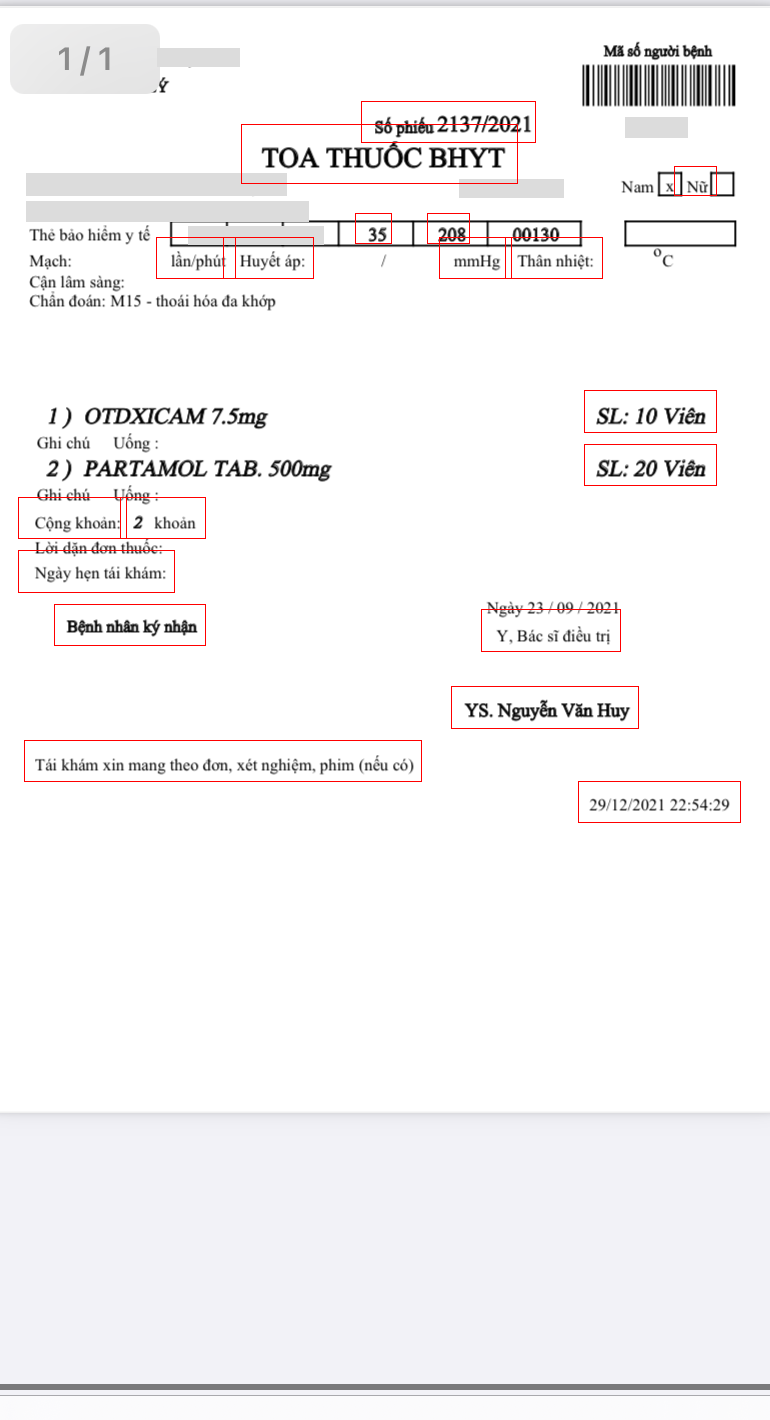 1/1
Mã số người bệnh
Ý
Số phiếu 2137/2021
TOA THUỐC BHYT
Nam x Nữ
Thẻ bảo hiểm y tế 35 208 00130
Mạch: lần/phút Huyết áp: / mmHg Thân nhiệt: °C
Cận lâm sàng:
Chẩn đoán: M15 - thoái hóa đa khớp
1 ) OTDXICAM 7.5mg SL: 10 Viên
Ghi chú Uống :
2 ) PARTAMOL TAB. 500mg SL: 20 Viên
Ghi chú Uống :
Cộng khoản: 2 khoản
Lời dặn đơn thuốc:
Ngày hẹn tái khám:
Ngày 23 / 09 / 2021
Bệnh nhân ký nhận Y, Bác sĩ điều trị
YS. Nguyễn Văn Huy
Tái khám xin mang theo đơn, xét nghiệm, phim (nếu có)
29/12/2021 22:54:29